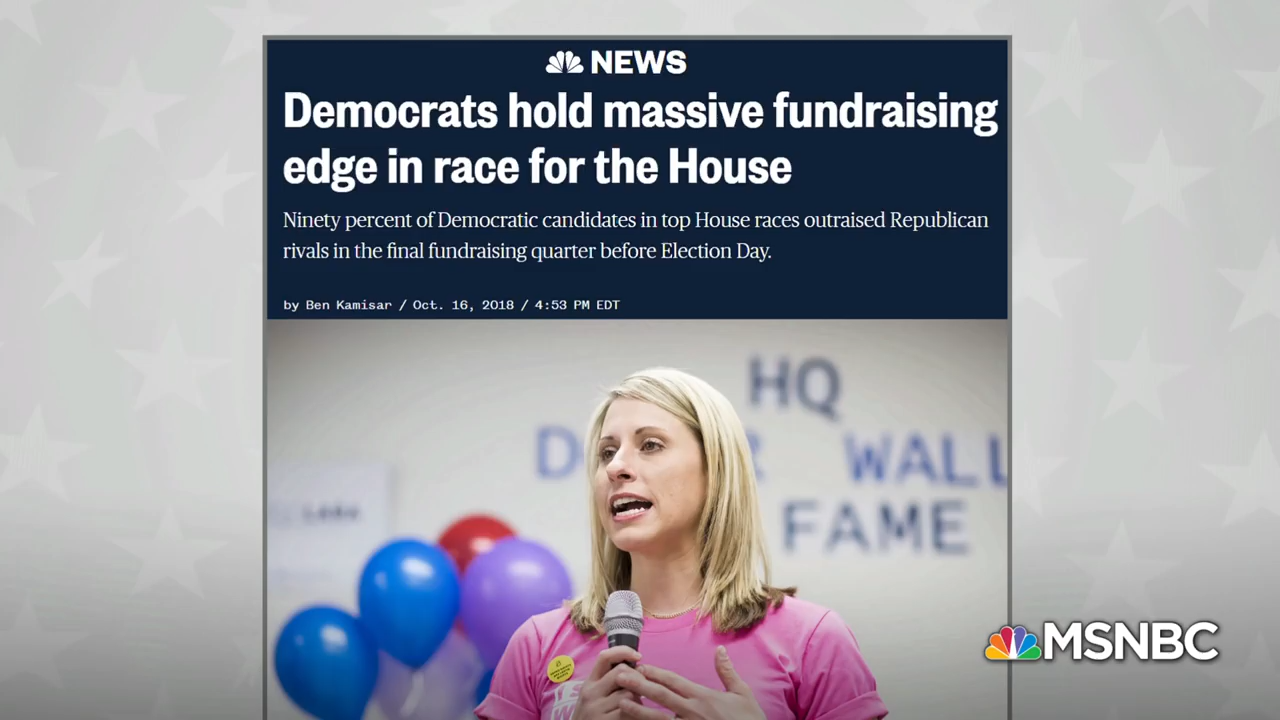 NEWS
Democrats hold massive fundraising
edge in race for the House
Ninety percent of Democratic candidates in top House races outraised Republican
rivals in the final fundraising quarter before Election Day.
by Ben Kamisar / Oct. 16, 2018 / 4:53 PM EDT
HQ
WALL
FAME
MSNBC